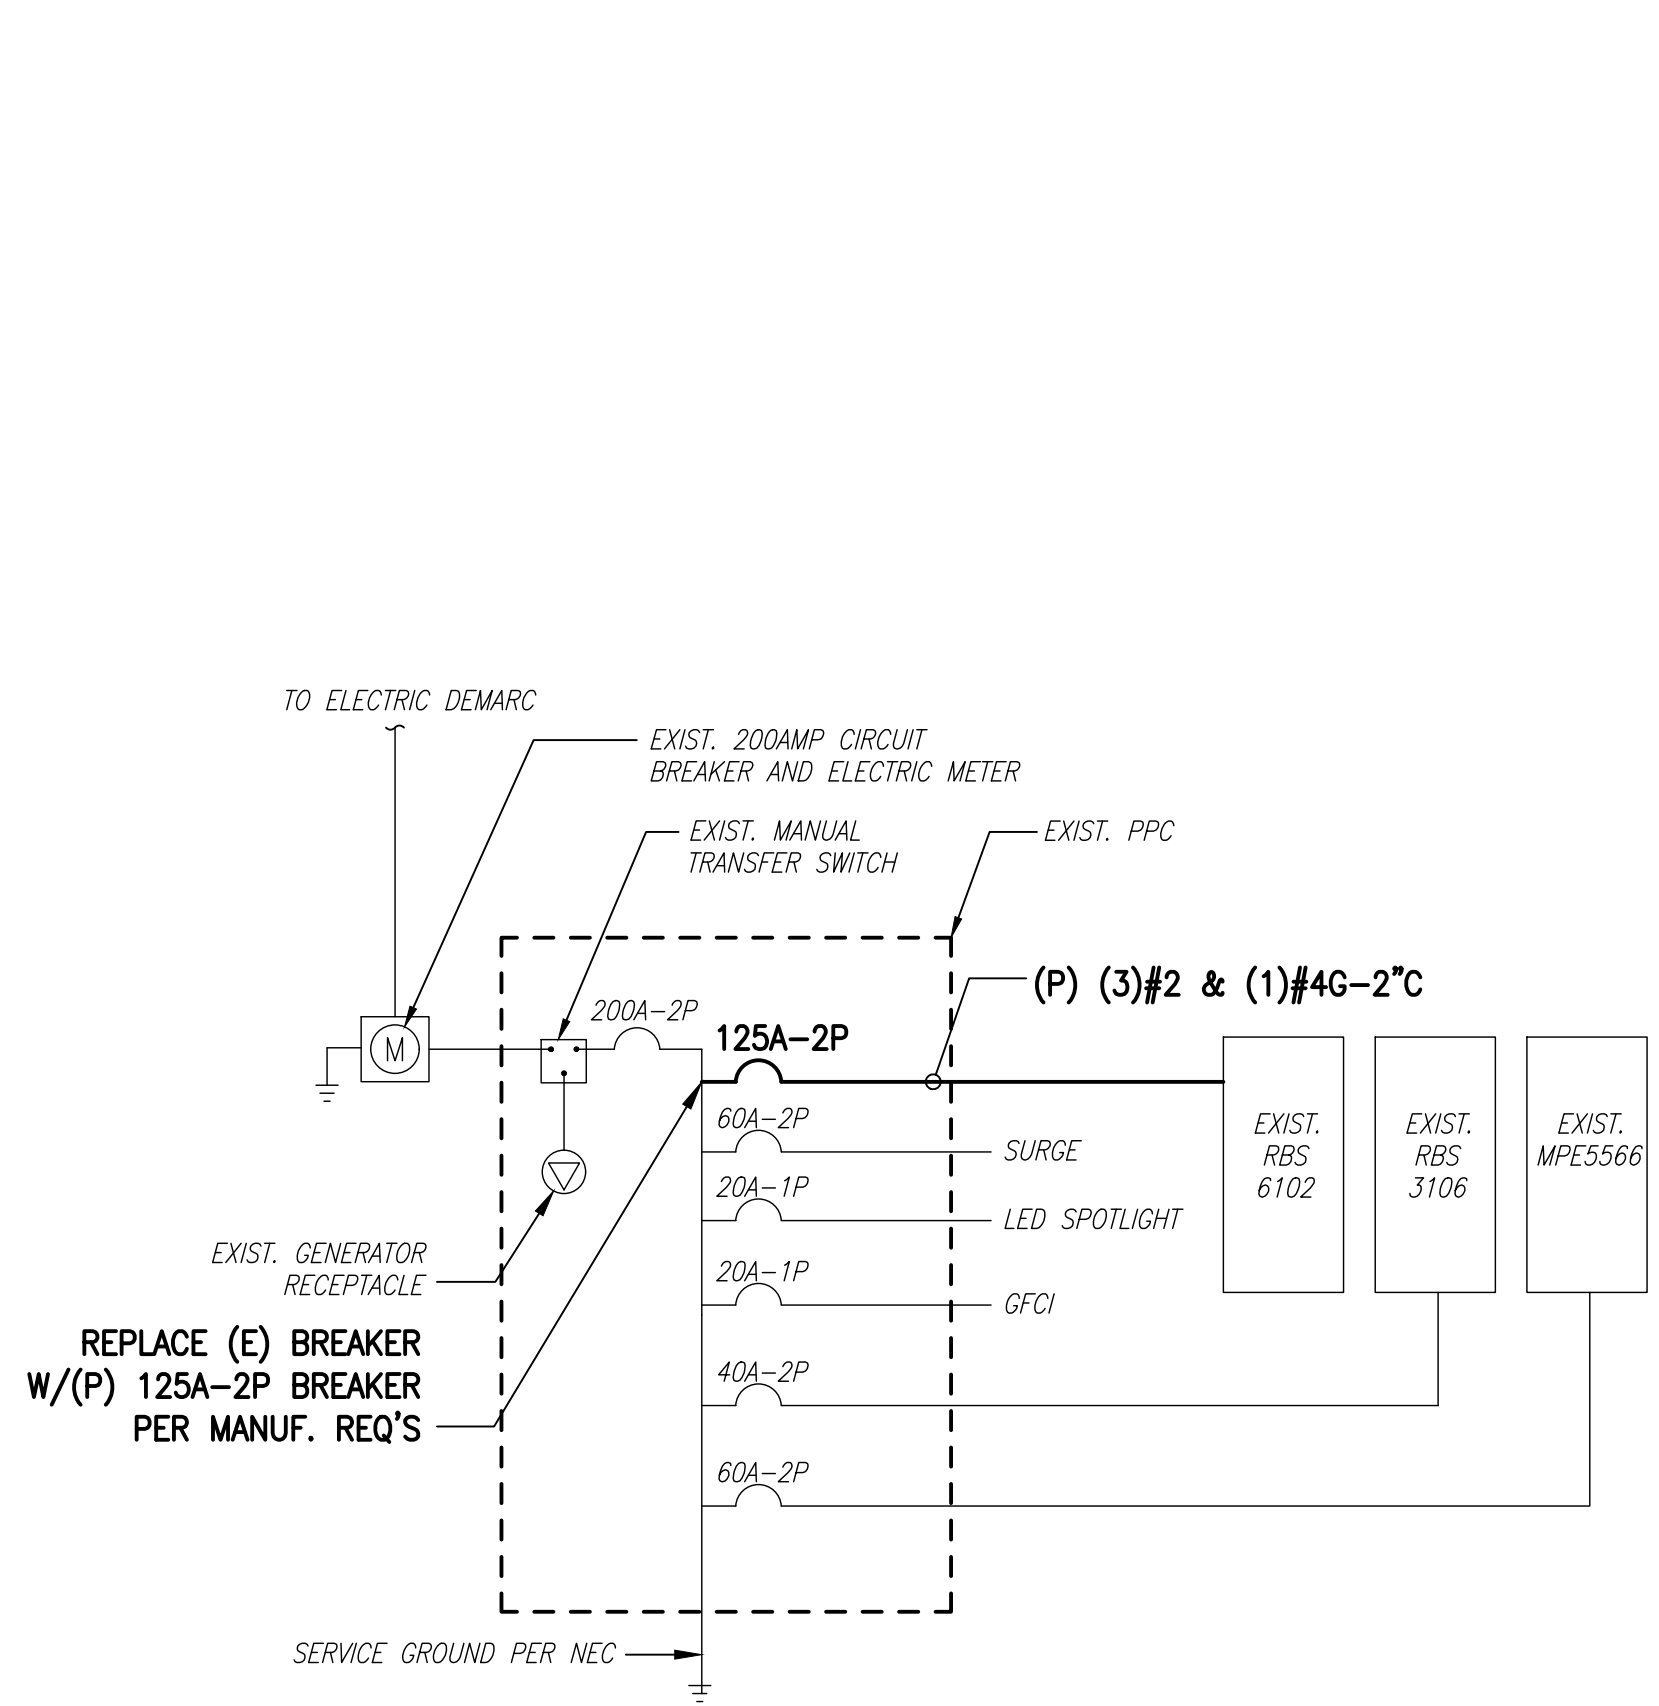 TO ELECTRIC DEMARC
EXIST. 200AMP CIRCUIT
BREAKER AND ELECTRIC METER
EXIST. MANUAL
TRANSFER SWITCH
EXIST. PPC
(P) (3)#2 & (1)#4G-2"C
200A-2P
125A-2P
M
60A-2P
SURGE
20A-1P
LED SPOTLIGHT
20A-1P
GFCI
40A-2P
60A-2P
EXIST.
RBS
6102
EXIST.
RBS
3106
EXIST.
MPE5566
EXIST. GENERATOR
RECEPTACLE
REPLACE (E) BREAKER
W/(P) 125A-2P BREAKER
PER MANUF. REQ'S
SERVICE GROUND PER NEC